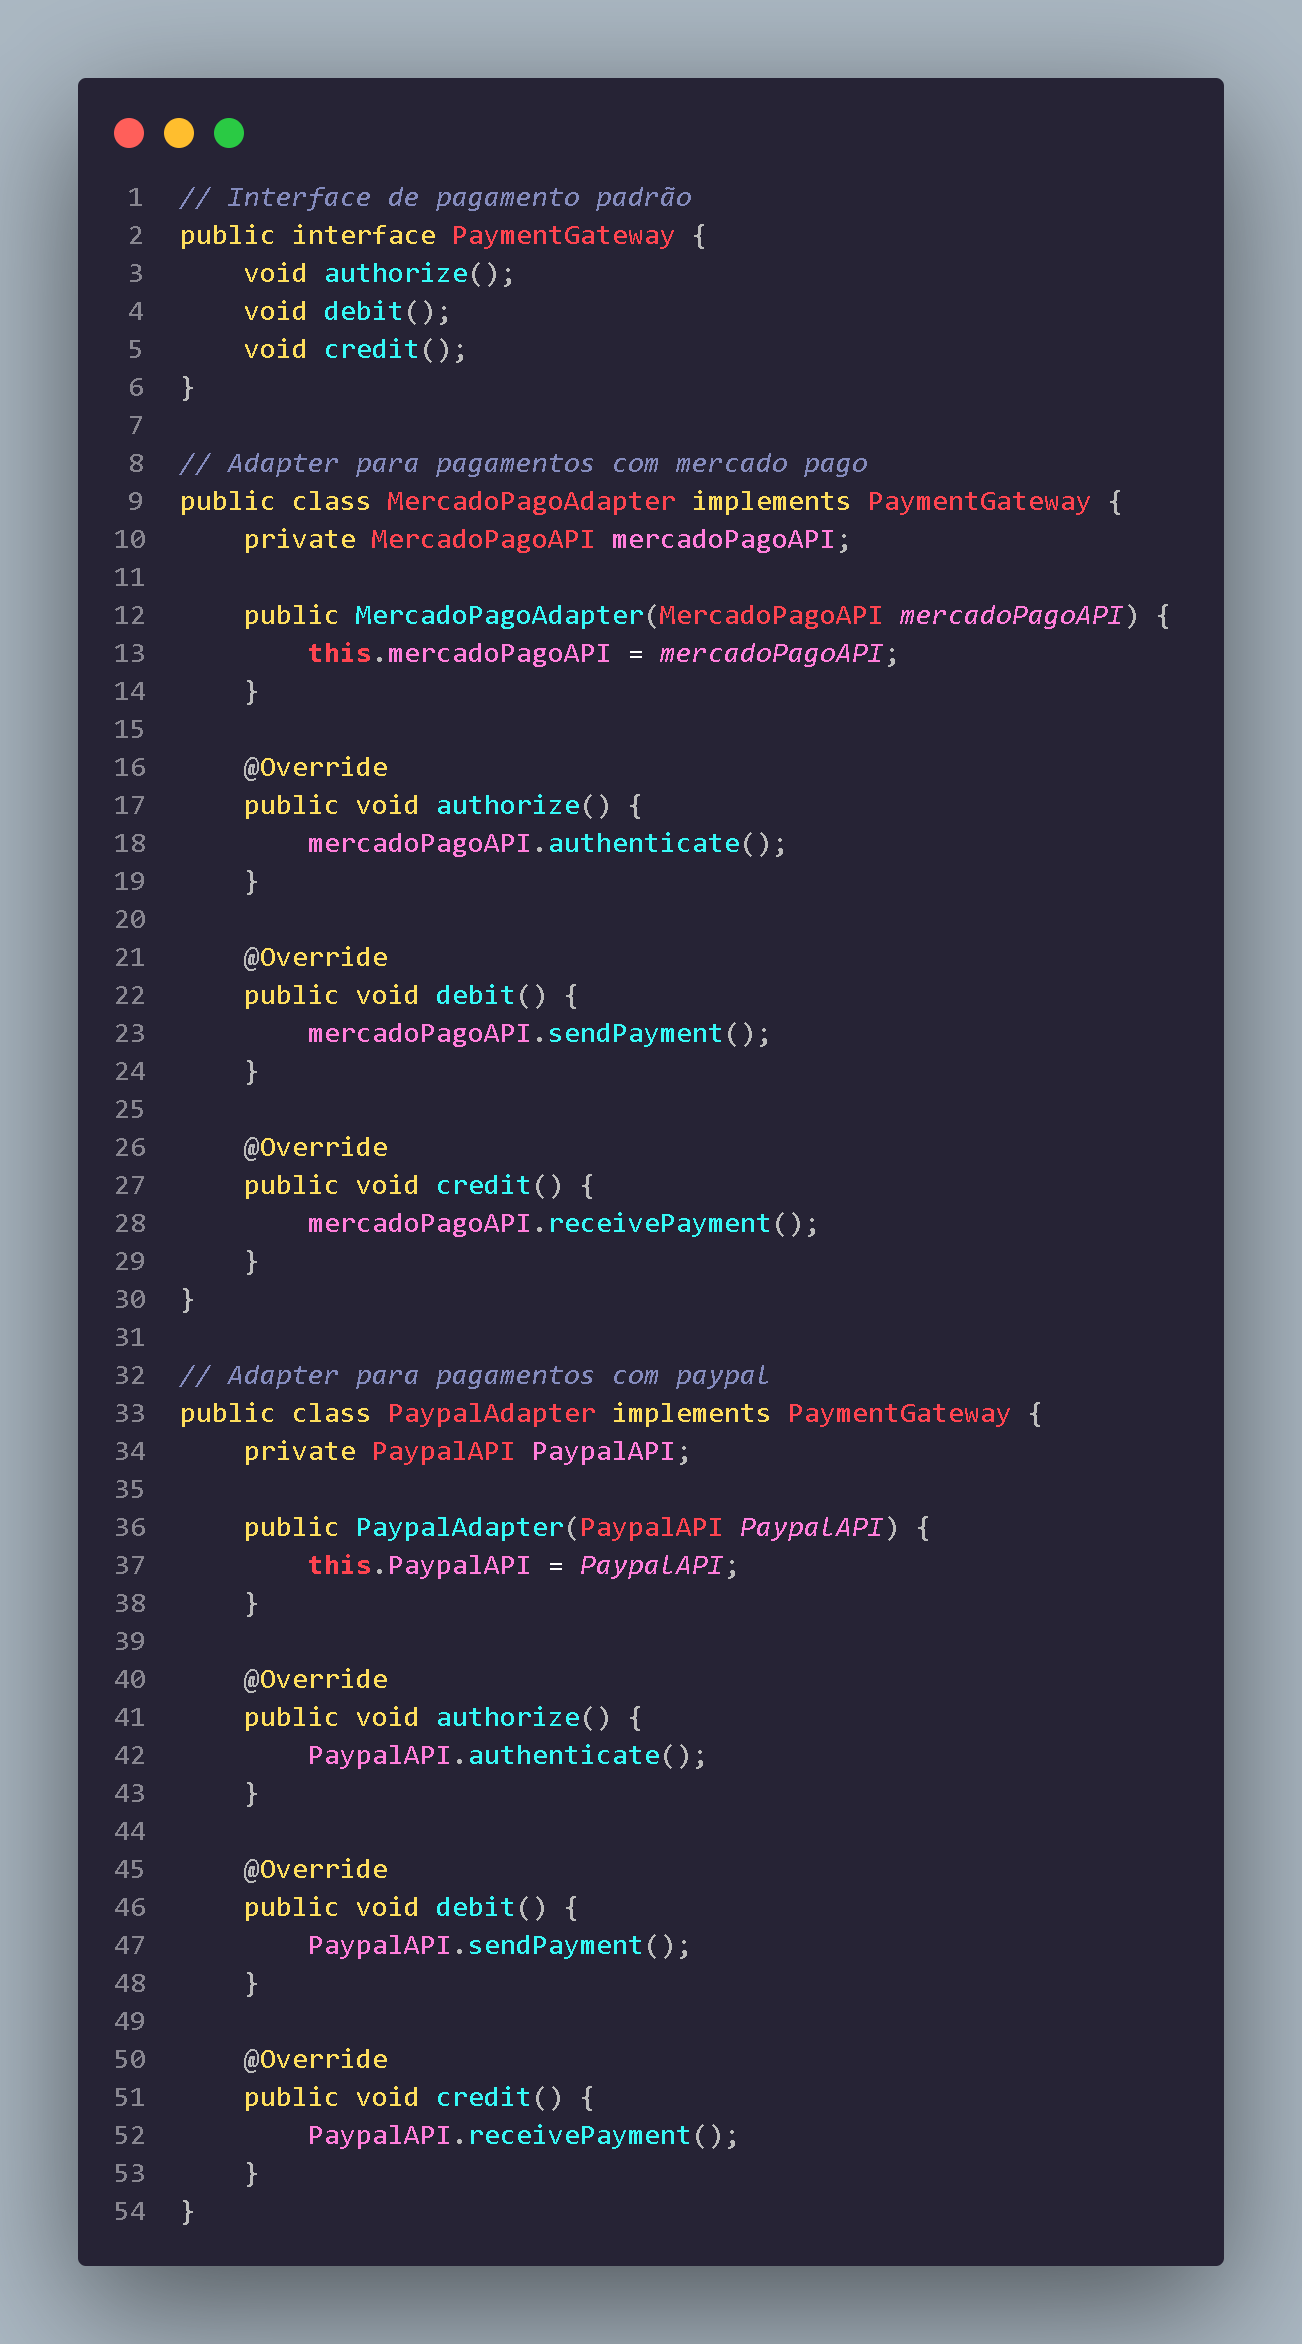 1 // Interface de pagamento padrão
2 public interface PaymentGateway {
3     void authorize();
4     void debit();
5     void credit();
6 }
7
8 // Adapter para pagamentos com mercado pago
9 public class MercadoPagoAdapter implements PaymentGateway {
10     private MercadoPagoAPI mercadoPagoAPI;
11
12     public MercadoPagoAdapter(MercadoPagoAPI mercadoPagoAPI) {
13         this.mercadoPagoAPI = mercadoPagoAPI;
14     }
15
16     @Override
17     public void authorize() {
18         mercadoPagoAPI.authenticate();
19     }
20
21     @Override
22     public void debit() {
23         mercadoPagoAPI.sendPayment();
24     }
25
26     @Override
27     public void credit() {
28         mercadoPagoAPI.receivePayment();
29     }
30 }
31
32 // Adapter para pagamentos com paypal
33 public class PaypalAdapter implements PaymentGateway {
34     private PaypalAPI PaypalAPI;
35
36     public PaypalAdapter(PaypalAPI PaypalAPI) {
37         this.PaypalAPI = PaypalAPI;
38     }
39
40     @Override
41     public void authorize() {
42         PaypalAPI.authenticate();
43     }
44
45     @Override
46     public void debit() {
47         PaypalAPI.sendPayment();
48     }
49
50     @Override
51     public void credit() {
52         PaypalAPI.receivePayment();
53     }
54 }